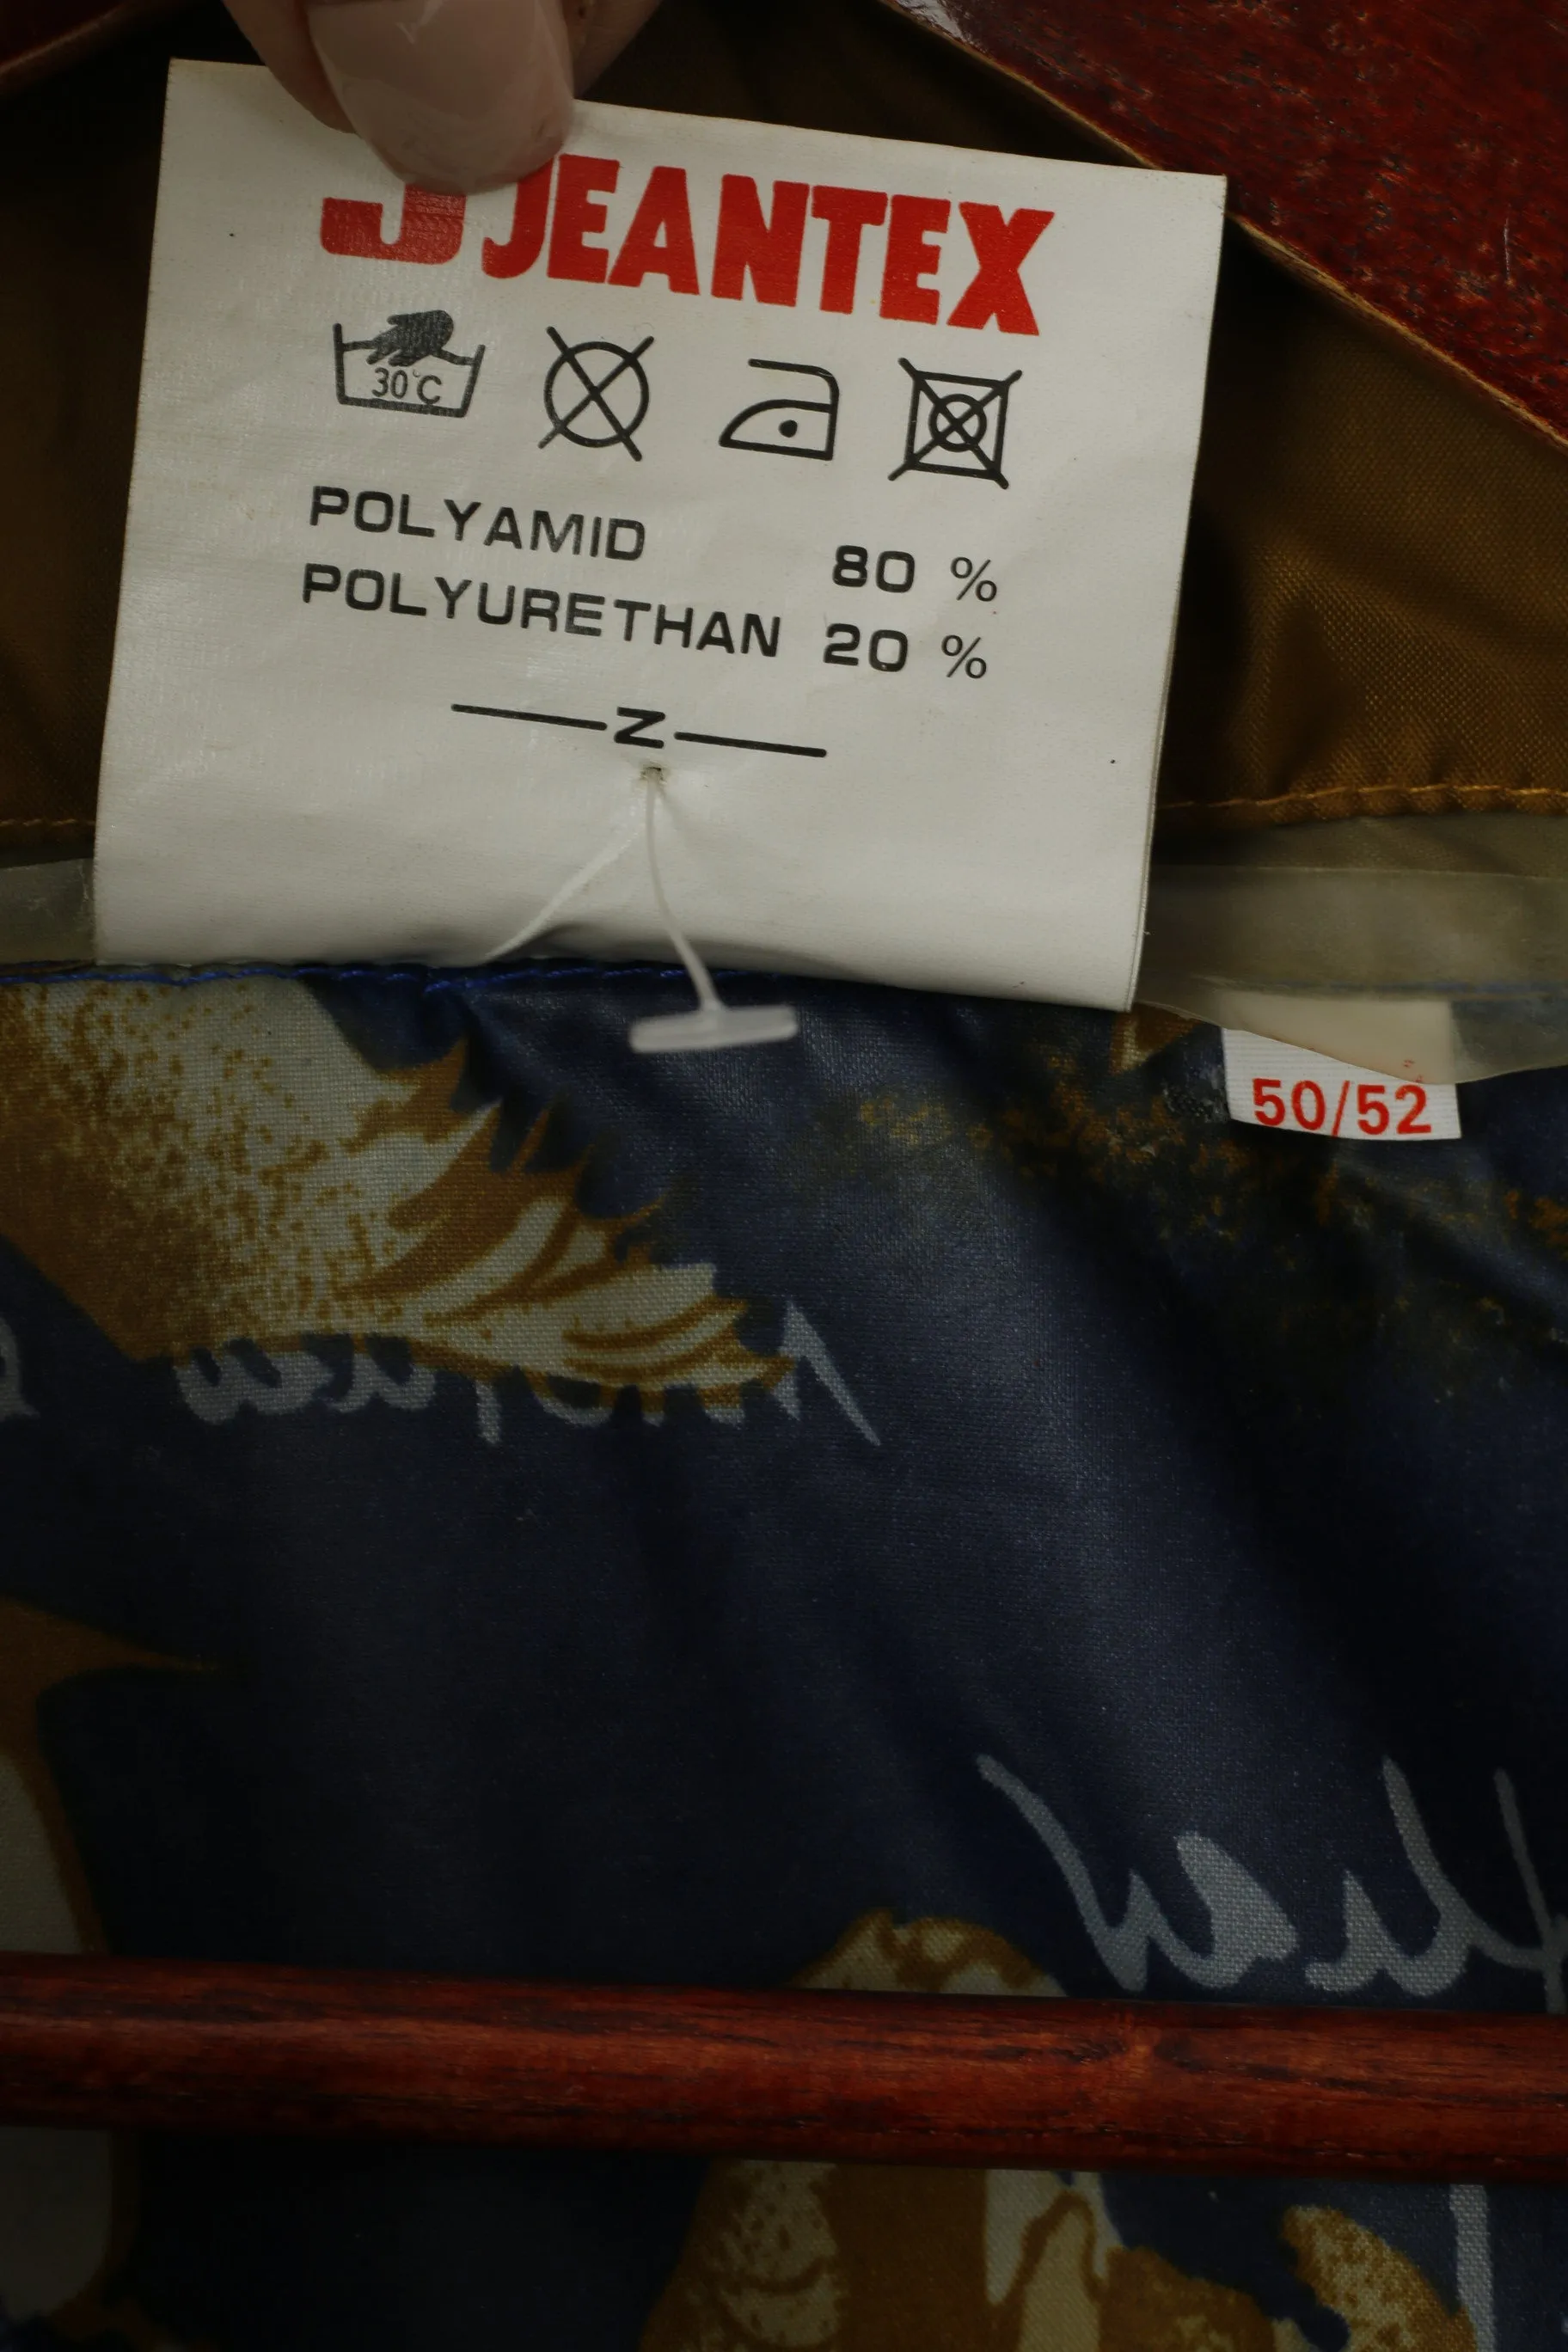 J JEANTEX
30°C
POLYAMID 80 %
POLYURETHAN 20 %
Z
50/52